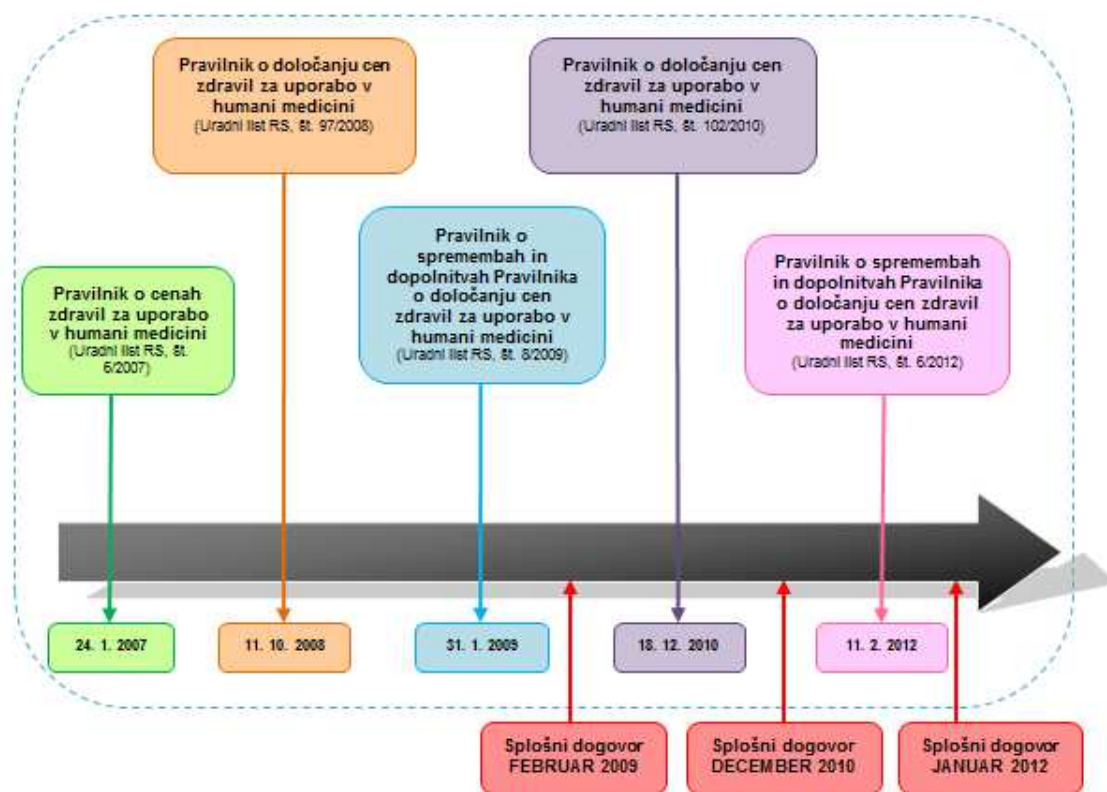 Pravilnik o določanju cen
zdravil za uporabo v
humani medicini
(Uradni list RS, št. 97/2008)
Pravilnik o določanju cen
zdravil za uporabo v
humani medicini
(Uradni list RS, št. 102/2010)
Pravilnik o cenah
zdravil za uporabo
v humani medicini
(Uradni list RS, št.
6/2007)
Pravilnik o
spremembah in
dopolnitvah Pravilnika
o določanju cen
zdravil za uporabo v
humani medicini
(Uradni list RS, št. 8/2009)
Pravilnik o spremembah
in dopolnitvah Pravilnika
o določanju cen zdravil
za uporabo v humani
medicini
(Uradni list RS, št. 6/2012)
24. 1. 2007
11. 10. 2008
31. 1. 2009
18. 12. 2010
11. 2. 2012
Splošni dogovor
FEBRUAR 2009
Splošni dogovor
DECEMBER 2010
Splošni dogovor
JANUAR 2012